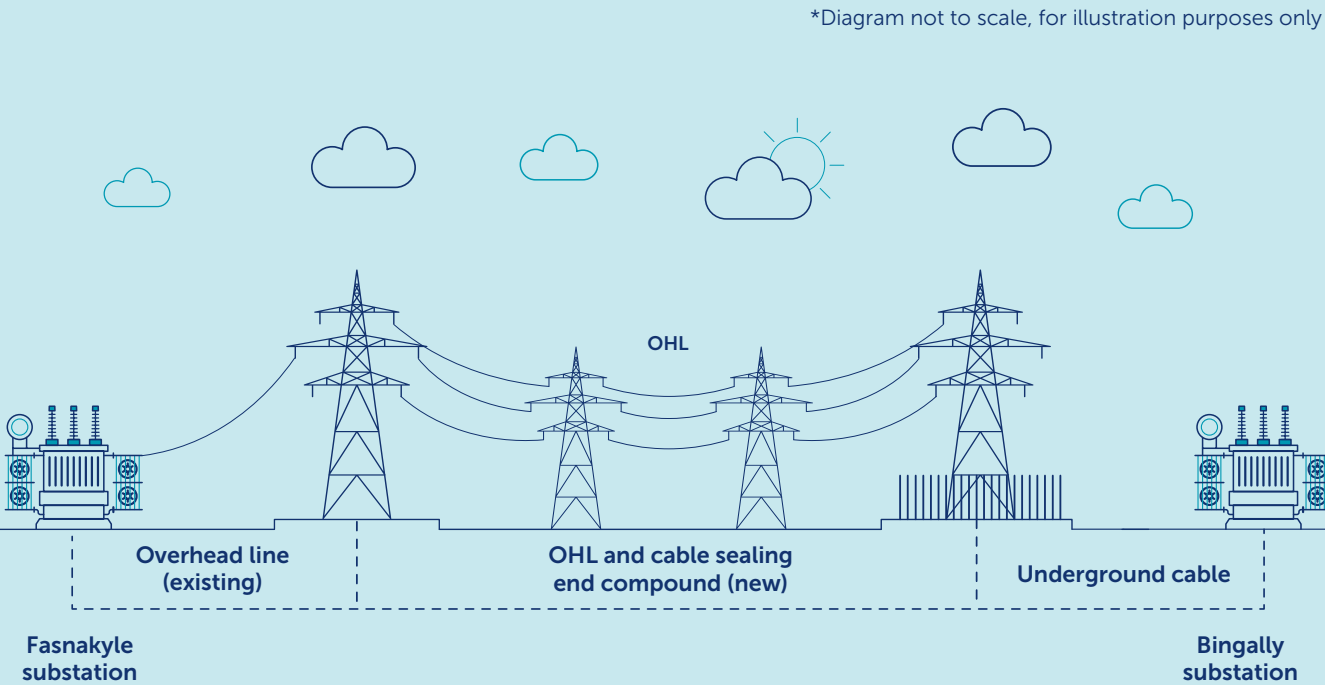 *Diagram not to scale, for illustration purposes only
OHL
Overhead line
(existing)
OHL and cable sealing
end compound (new)
Underground cable
Fasnakyle
substation
Bingally
substation